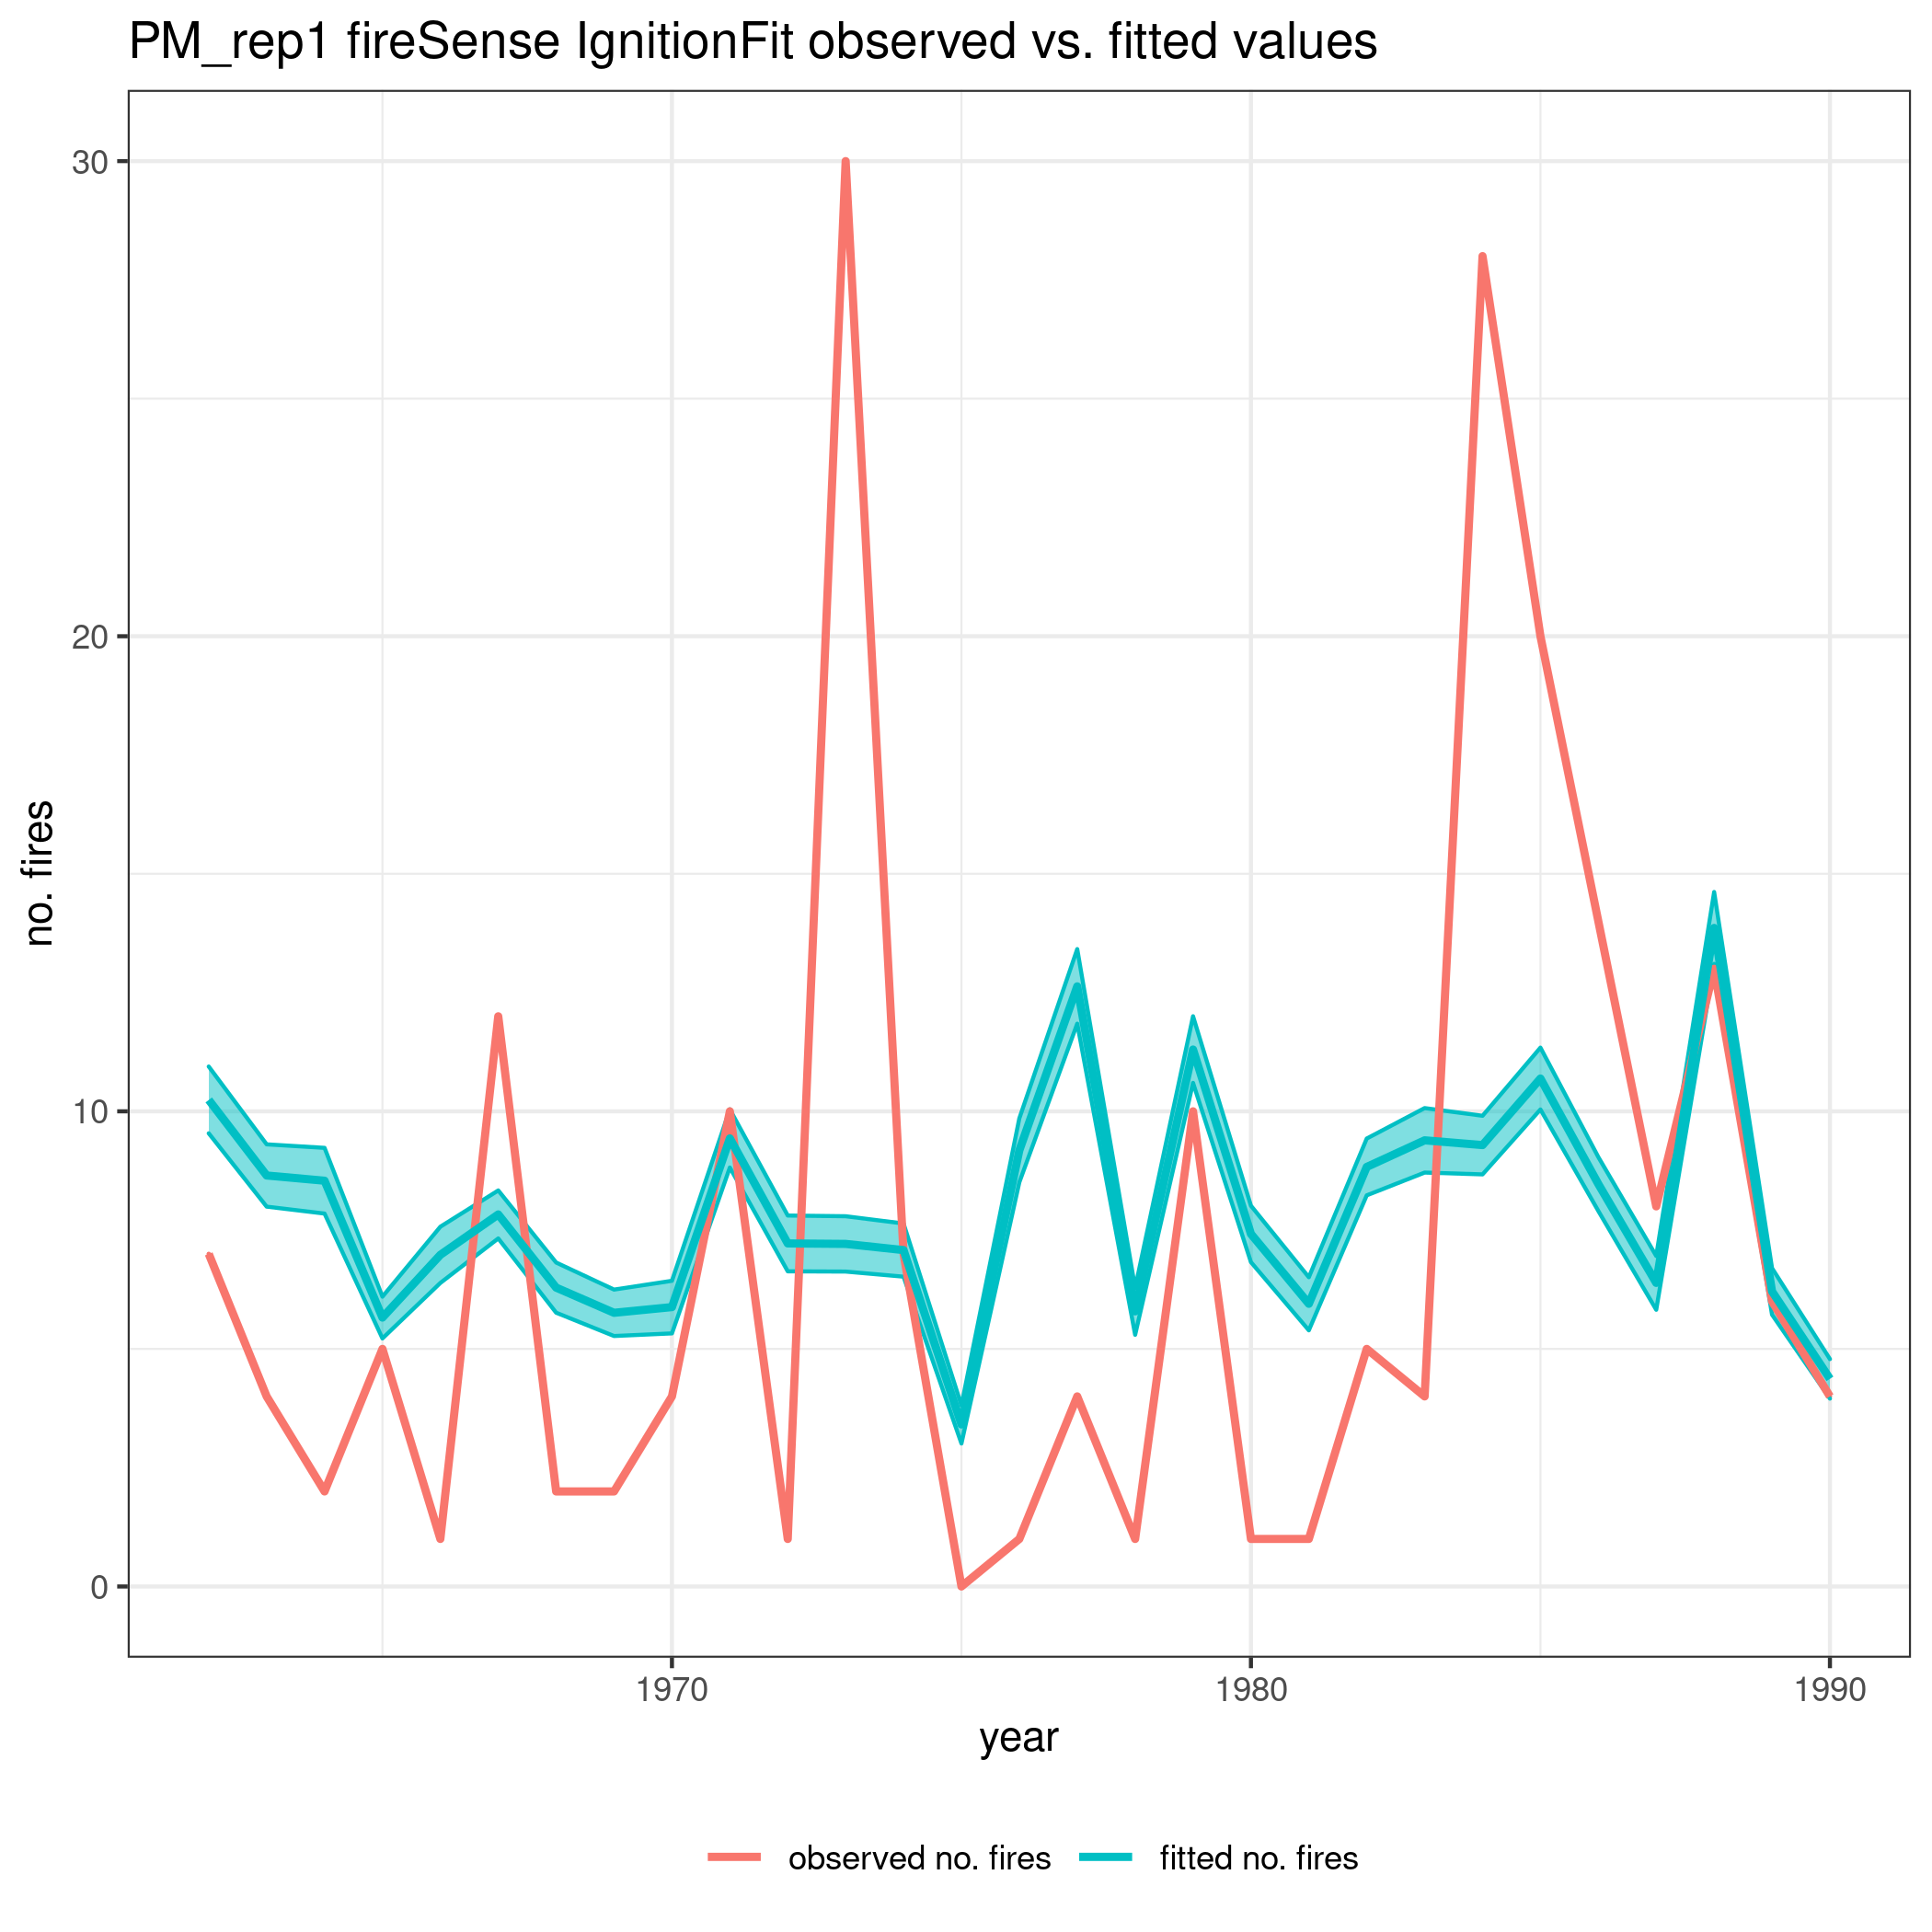 PM_rep1 fireSense IgnitionFit observed vs. fitted values
30
20
10
0
no. fires
1970 1980 1990
year
observed no. fires fitted no. fires